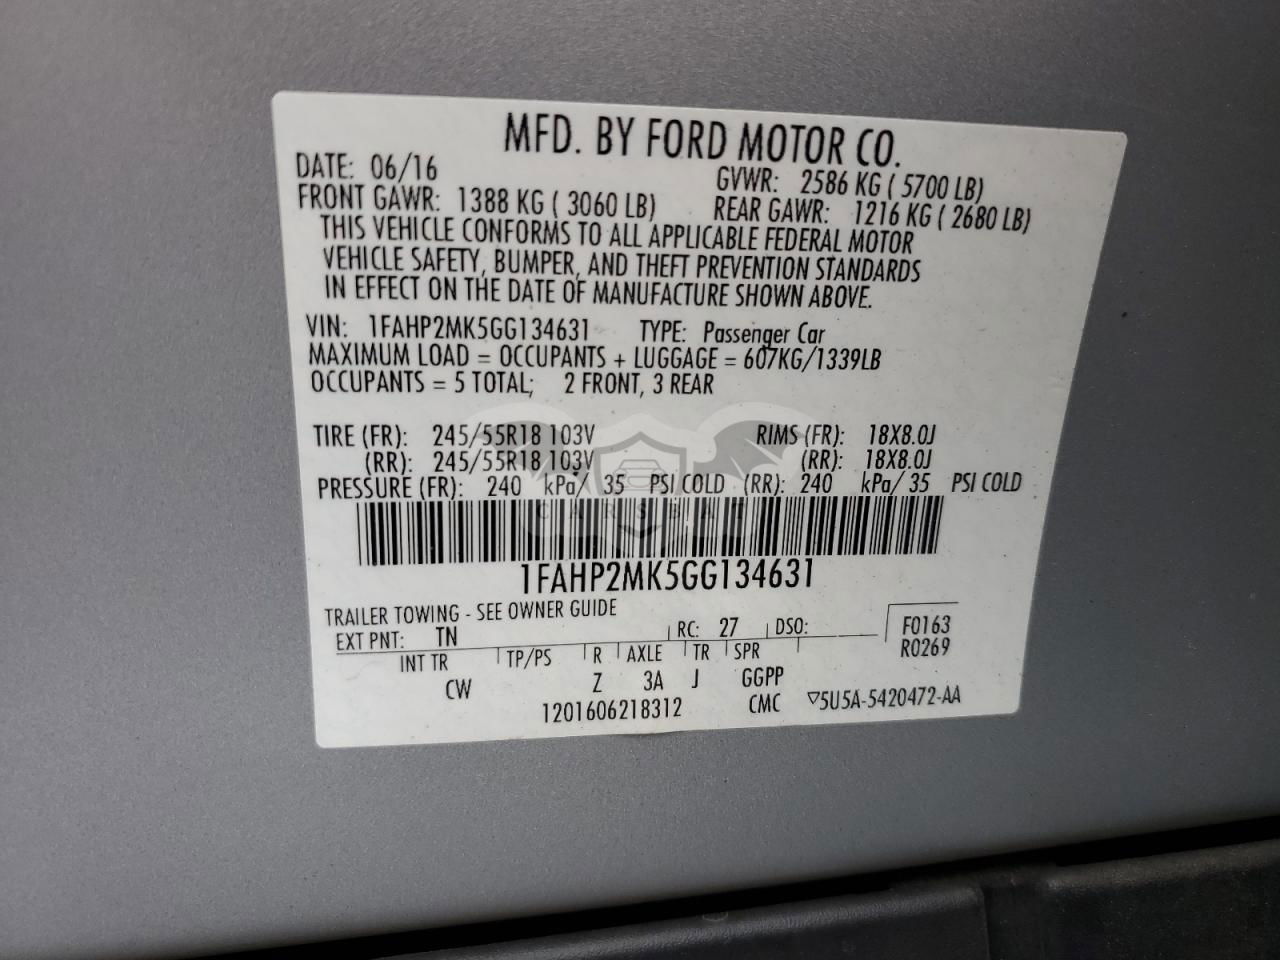 MFD. BY FORD MOTOR CO.
DATE: 06/16 GVWR: 2586 KG ( 5700 LB)
FRONT GAWR: 1388 KG ( 3060 LB) REAR GAWR: 1216 KG ( 2680 LB)
THIS VEHICLE CONFORMS TO ALL APPLICABLE FEDERAL MOTOR
VEHICLE SAFETY, BUMPER, AND THEFT PREVENTION STANDARDS
IN EFFECT ON THE DATE OF MANUFACTURE SHOWN ABOVE.
VIN: 1FAHP2MK5GG134631 TYPE: Passenger Car
MAXIMUM LOAD = OCCUPANTS + LUGGAGE = 607KG/1339LB
OCCUPANTS = 5 TOTAL; 2 FRONT, 3 REAR
TIRE (FR): 245/55R18 103V RIMS (FR): 18X8.0J
(RR): 245/55R18 103V (RR): 18X8.0J
PRESSURE (FR): 240 kPa/ 35 PSI COLD (RR): 240 kPa/ 35 PSI COLD
CARSBAT
1FAHP2MK5GG134631
TRAILER TOWING - SEE OWNER GUIDE
EXT PNT: TN RC: 27 DSO: F0163
R0269
INT TR TP/PS R AXLE TR SPR
CW Z 3A J GGPP
1201606218312 CMC ▽5U5A-5420472-AA